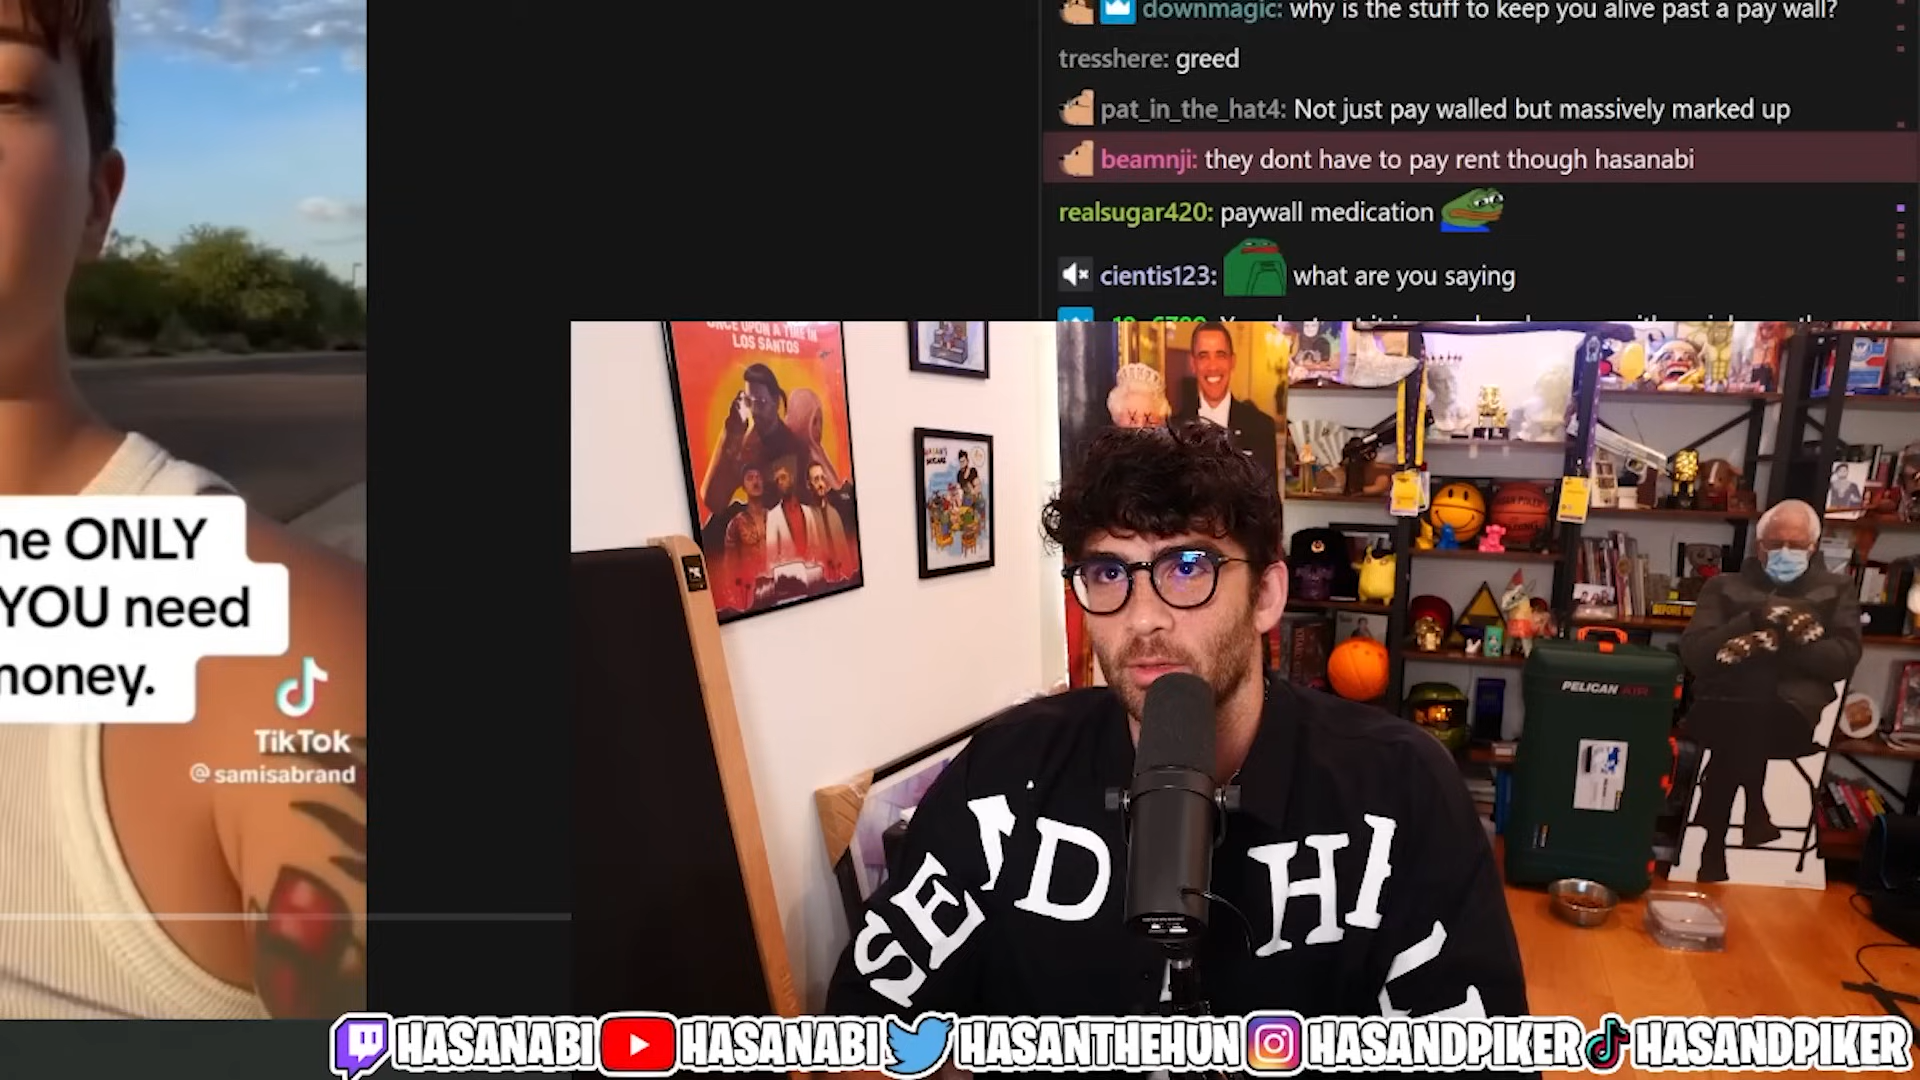 downmagic: why is the stuff to keep you alive past a pay wall?
tresshere: greed
pat_in_the_hat4: Not just pay walled but massively marked up
beamnji: they dont have to pay rent though hasanabi
realsugar420: paywall medication
cientis123: what are you saying
ONLY
YOU need
TikTok
@samisabrand
ONCE UPON A TIME IN
LOS SANTOS
PELICAN AIR
HASANABI HASANABI HASANTHEHUN HASANDPIKER HASANDPIKER